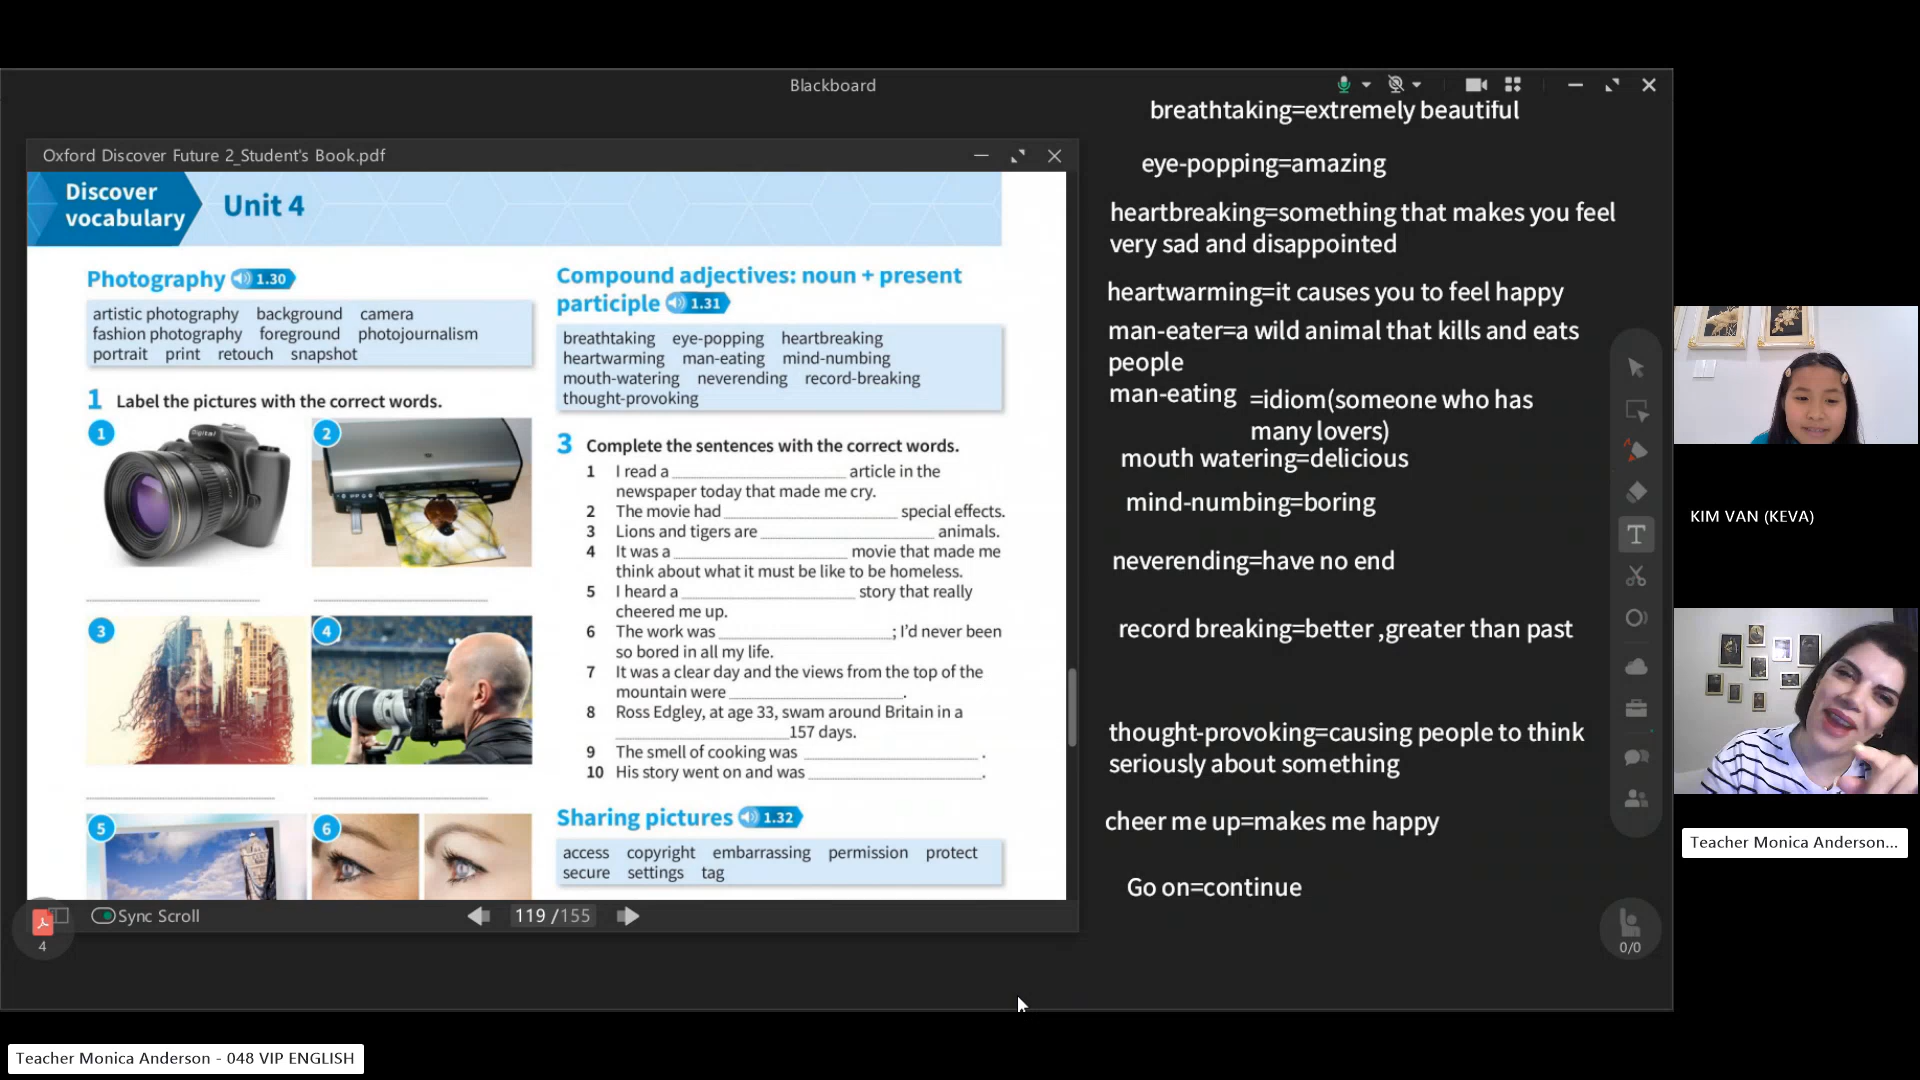 Blackboard
Oxford Discover Future 2_Student's Book.pdf
Discover
vocabulary
Unit 4
Photography 1.30
artistic photography background camera
fashion photography foreground photojournalism
portrait print retouch snapshot
1 Label the pictures with the correct words.
1
Digital
2
3
4
5
6
Compound adjectives: noun + present
participle 1.31
breathtaking eye-popping heartbreaking
heartwarming man-eating mind-numbing
mouth-watering neverending record-breaking
thought-provoking
3 Complete the sentences with the correct words.
1 I read a ____ article in the
newspaper today that made me cry.
2 The movie had ____ special effects.
3 Lions and tigers are ____ animals.
4 It was a ____ movie that made me
think about what it must be like to be homeless.
5 I heard a ____ story that really
cheered me up.
6 The work was ____; I'd never been
so bored in all my life.
7 It was a clear day and the views from the top of the
mountain were ____.
8 Ross Edgley, at age 33, swam around Britain in a
____157 days.
9 The smell of cooking was ____ .
10 His story went on and was ____.
Sharing pictures 1.32
access copyright embarrassing permission protect
secure settings tag
4
Sync Scroll
119 /155
breathtaking=extremely beautiful
eye-popping=amazing
heartbreaking=something that makes you feel
very sad and disappointed
heartwarming=it causes you to feel happy
man-eater=a wild animal that kills and eats
people
man-eating =idiom(someone who has
many lovers)
mouth watering=delicious
mind-numbing=boring
neverending=have no end
record breaking=better ,greater than past
thought-provoking=causing people to think
seriously about something
cheer me up=makes me happy
Go on=continue
T
0/0
KIM VAN (KEVA)
Teacher Monica Anderson...
Teacher Monica Anderson - 048 VIP ENGLISH